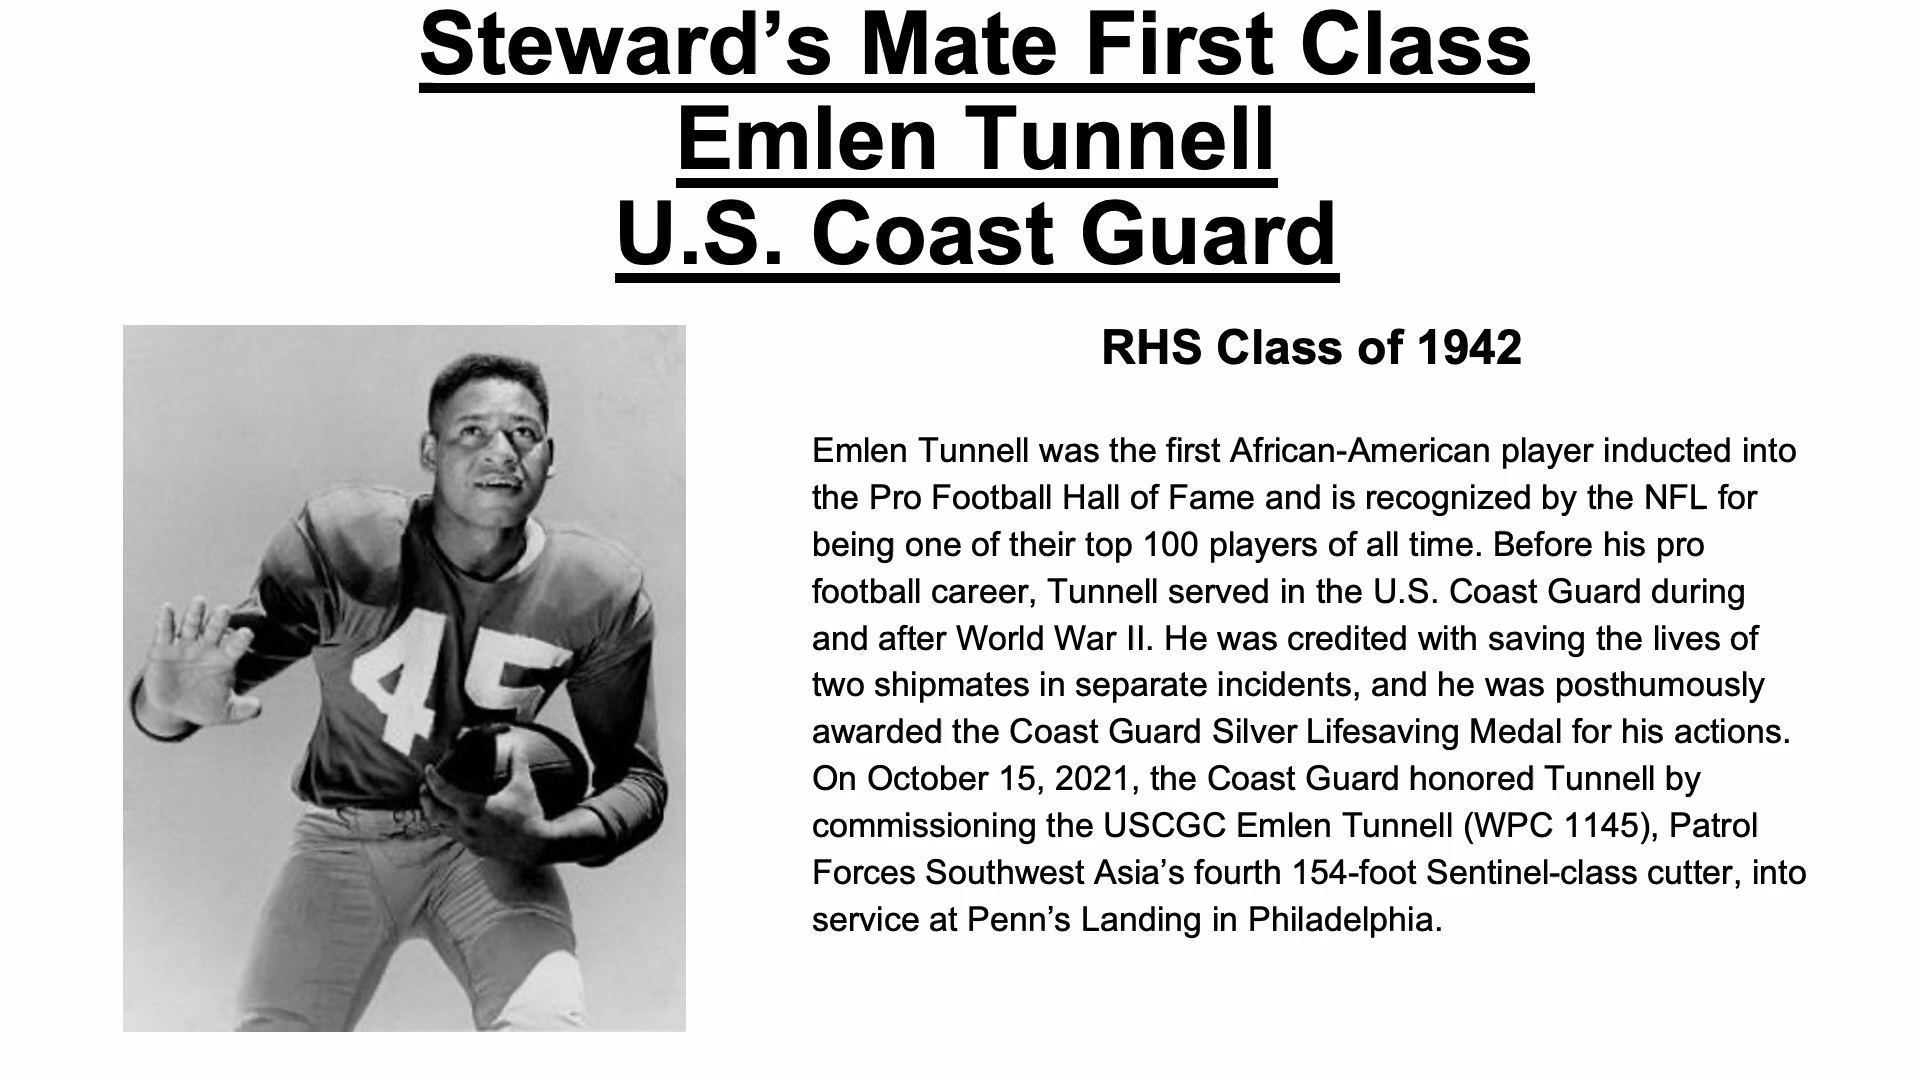 Steward’s Mate First Class
Emlen Tunnell
U.S. Coast Guard
RHS Class of 1942
Emlen Tunnell was the first African-American player inducted into
the Pro Football Hall of Fame and is recognized by the NFL for
being one of their top 100 players of all time. Before his pro
football career, Tunnell served in the U.S. Coast Guard during
and after World War II. He was credited with saving the lives of
two shipmates in separate incidents, and he was posthumously
awarded the Coast Guard Silver Lifesaving Medal for his actions.
On October 15, 2021, the Coast Guard honored Tunnell by
commissioning the USCGC Emlen Tunnell (WPC 1145), Patrol
Forces Southwest Asia’s fourth 154-foot Sentinel-class cutter, into
service at Penn’s Landing in Philadelphia.
45